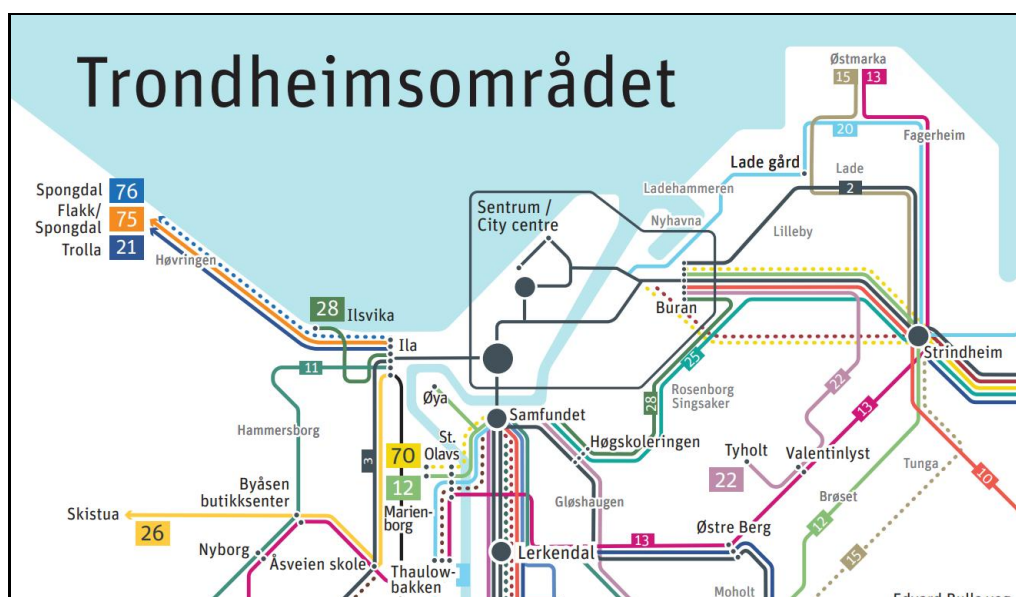 Trondheimsområdet
Østmarka
15
13
20
Fagerheim
Lade gård
Lade
2
Ladehammeren
Nyhavna
Lilleby
Spongdal 76
Flakk/
Spongdal 75
Trolla 21
Høvringen
Sentrum /
City centre
Buran
28 Ilsvika
Ila
11
Strindheim
25
22
Rosenborg
Singsaker
28
13
Øya
Samfundet
Hammersborg
3
St.
Olavs
70
12
Høgskoleringen
Tyholt
22
Valentinlyst
Tunga
10
Byåsen
butikksenter
Marien-
borg
Gløshaugen
Brøset
12
Skistua
26
Østre Berg
13
Nyborg
Åsveien skole
Thaulow-
bakken
Lerkendal
15
Moholt